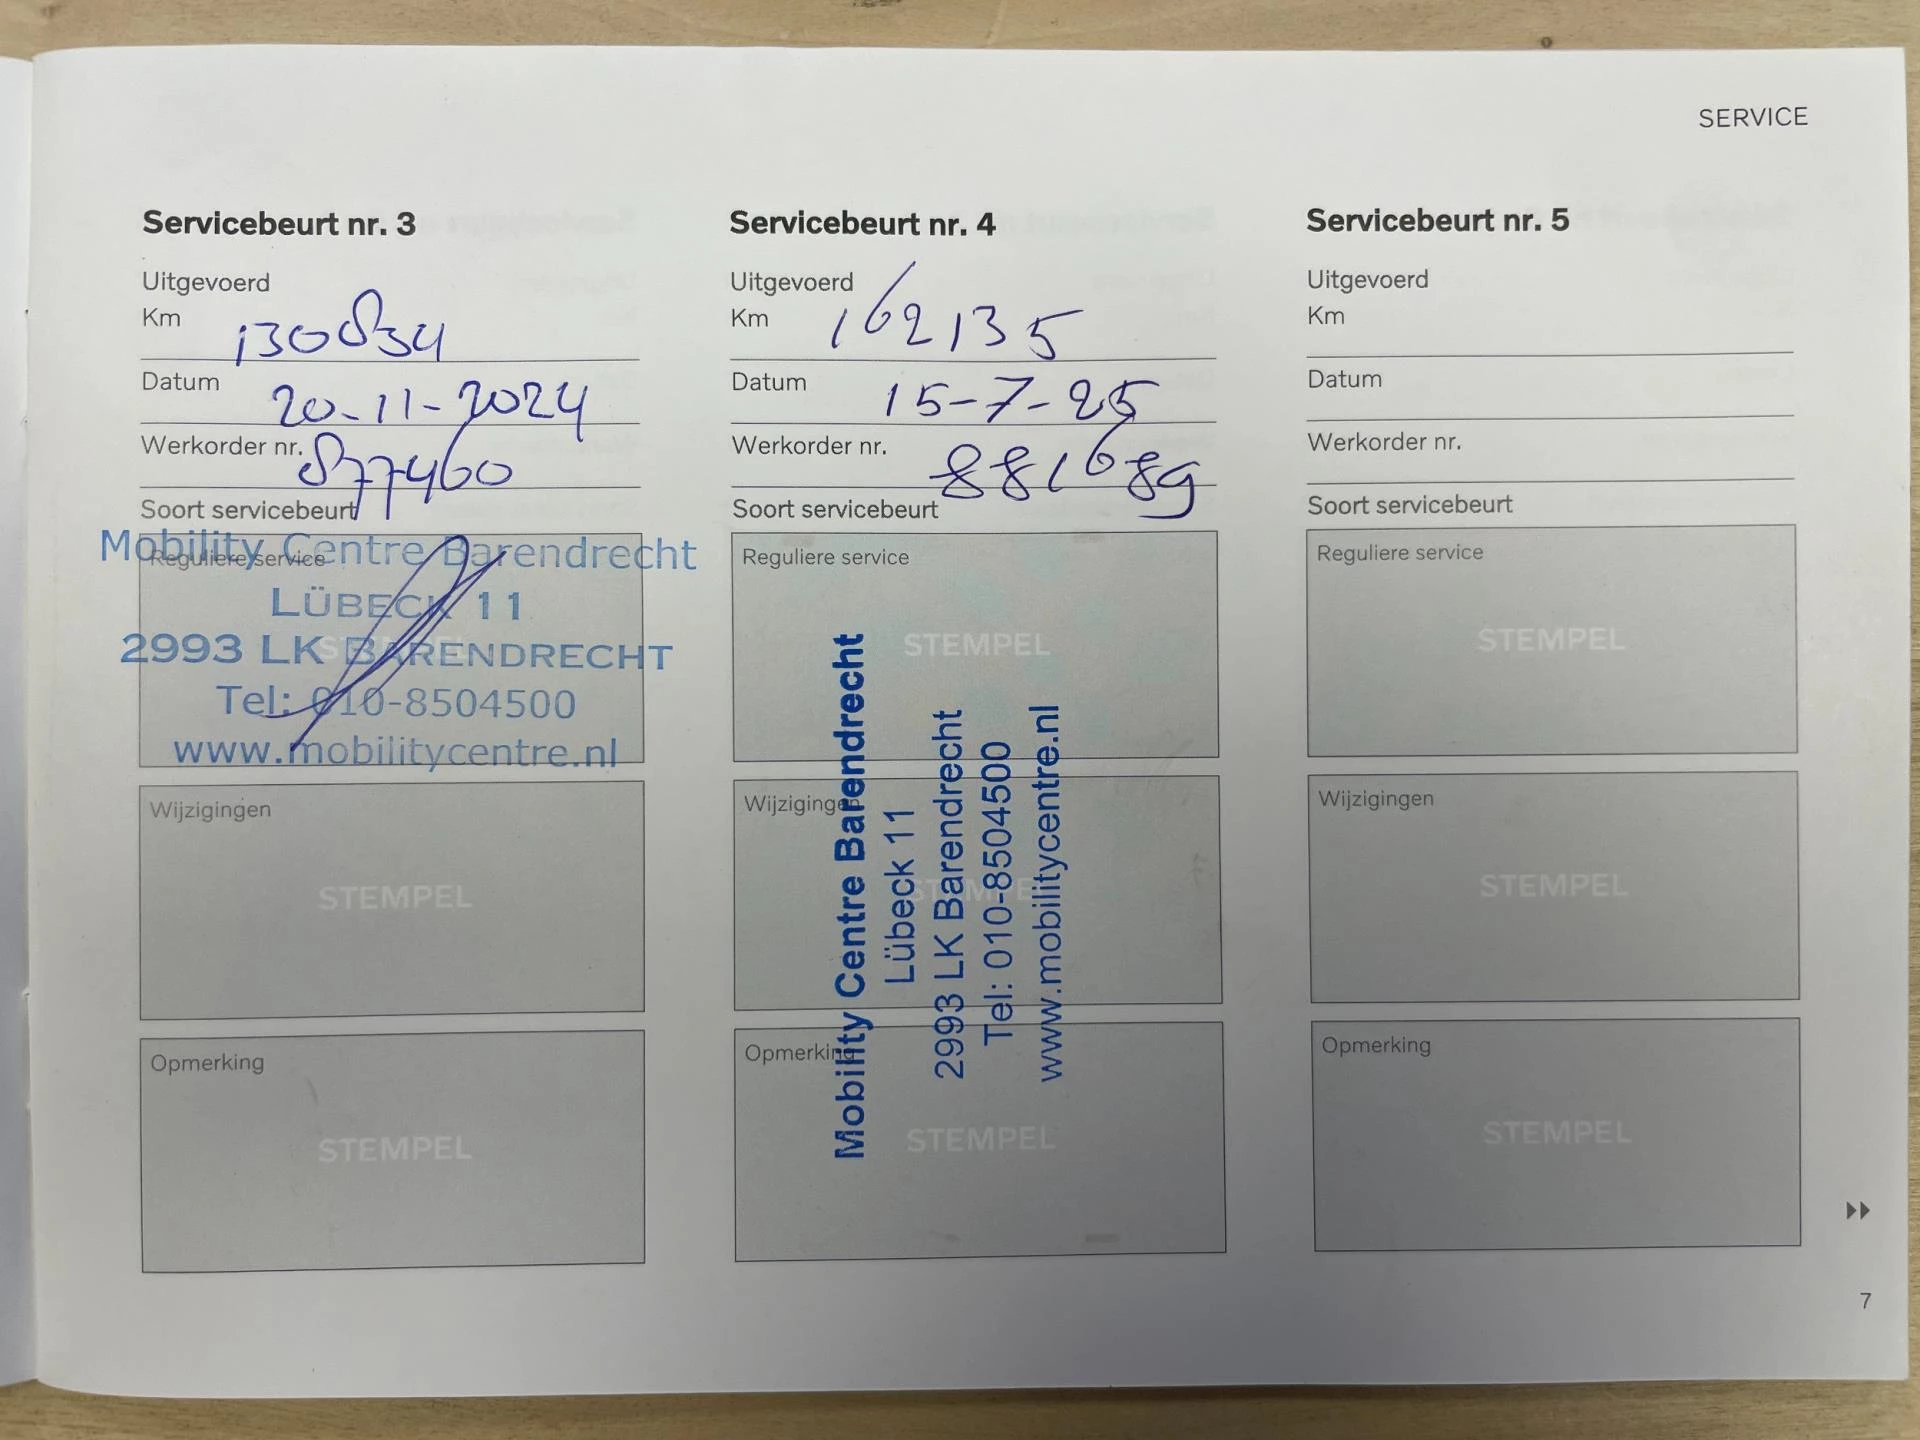 SERVICE
Servicebeurt nr. 3
Uitgevoerd
Km 130834
Datum 20-11-2024
Werkorder nr. 877460
Soort servicebeurt
Reguliere service
STEMPEL
Mobility Centre Barendrecht
LÜBECK 11
2993 LK BARENDRECHT
Tel: 010-8504500
www.mobilitycentre.nl
Wijzigingen
STEMPEL
Opmerking
STEMPEL
Servicebeurt nr. 4
Uitgevoerd
Km 162135
Datum 15-7-25
Werkorder nr. 881689
Soort servicebeurt
Reguliere service
STEMPEL
Wijzigingen
STEMPEL
Opmerking
STEMPEL
Mobility Centre Barendrecht
Lübeck 11
2993 LK Barendrecht
Tel: 010-8504500
www.mobilitycentre.nl
Servicebeurt nr. 5
Uitgevoerd
Km
Datum
Werkorder nr.
Soort servicebeurt
Reguliere service
STEMPEL
Wijzigingen
STEMPEL
Opmerking
STEMPEL
7